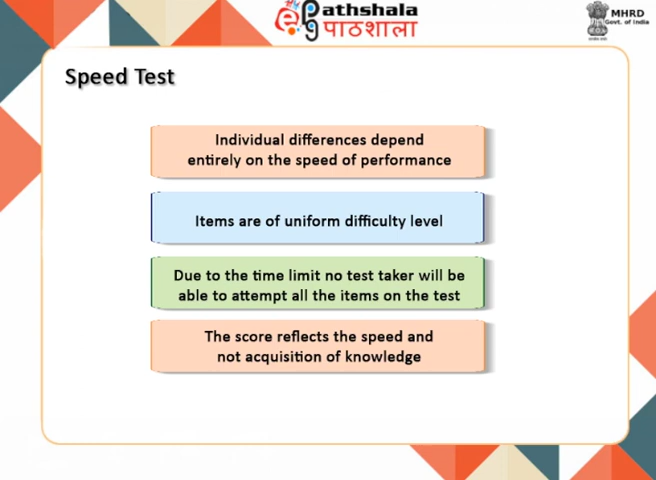 ePathshala
पाठशाला
MHRD
Govt. of India
Speed Test
Individual differences depend
entirely on the speed of performance
Items are of uniform difficulty level
Due to the time limit no test taker will be
able to attempt all the items on the test
The score reflects the speed and
not acquisition of knowledge